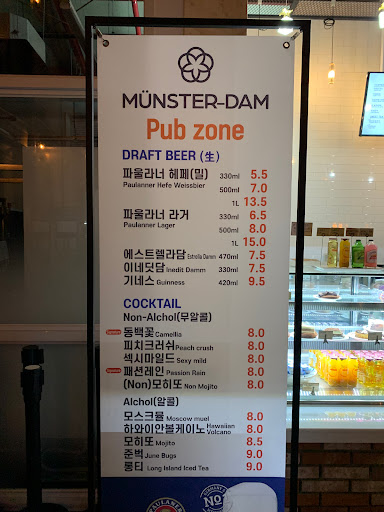 MÜNSTER-DAM
Pub zone
DRAFT BEER (生)
파울라너 헤페(밀) 330ml 5.5
Paulanner Hefe Weissbier 500ml 7.0
1L 13.5
파울라너 라거 330ml 6.5
Paulanner Lager 500ml 8.0
1L 15.0
에스트렐라담 Estrella Damm 470ml 7.5
이네딧담 Inedit Damm 330ml 7.5
기네스 Guinness 420ml 9.5
COCKTAIL
Non-Alchol(무알콜)
동백꽃 Camellia 8.0
피치크러쉬 Peach crush 8.0
섹시마일드 Sexy mild 8.0
패션레인 Passion Rain 8.0
(Non)모히또 Non Mojito 8.0
Alchol(알콜)
모스크뮬 Moscow muel 8.0
하와이안볼케이노 Hawaiian Volcano 8.0
모히또 Mojito 8.5
준벅 June Bugs 9.0
롱티 Long Island Iced Tea 9.0
PAULANER
NO